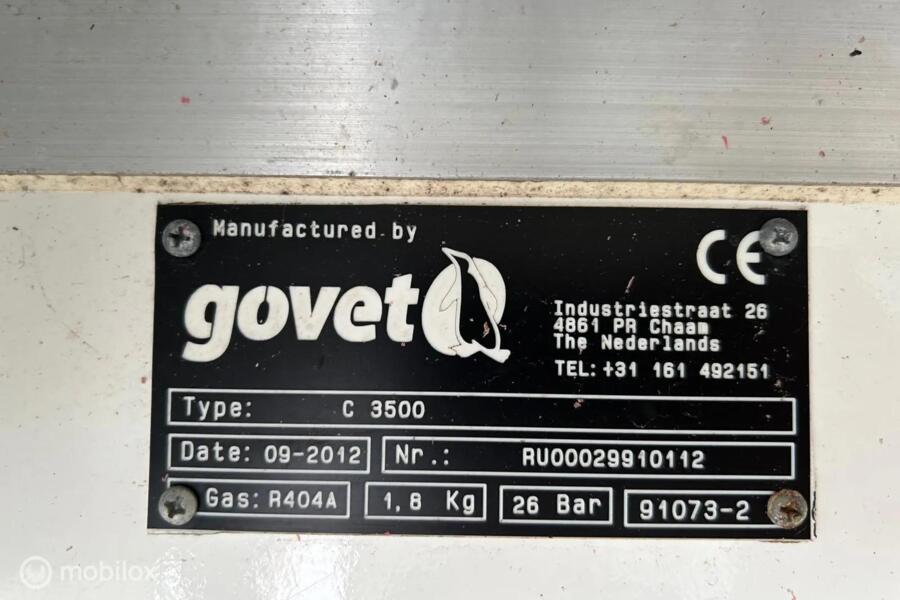 Manufactured by
govet
CE
Industriestraat 26
4861 PR Chaam
The Nederlands
TEL: +31 161 492151
Type: C 3500
Date: 09-2012 Nr.: RU00029910112
Gas: R404A 1,8 Kg 26 Bar 91073-2
mobilox